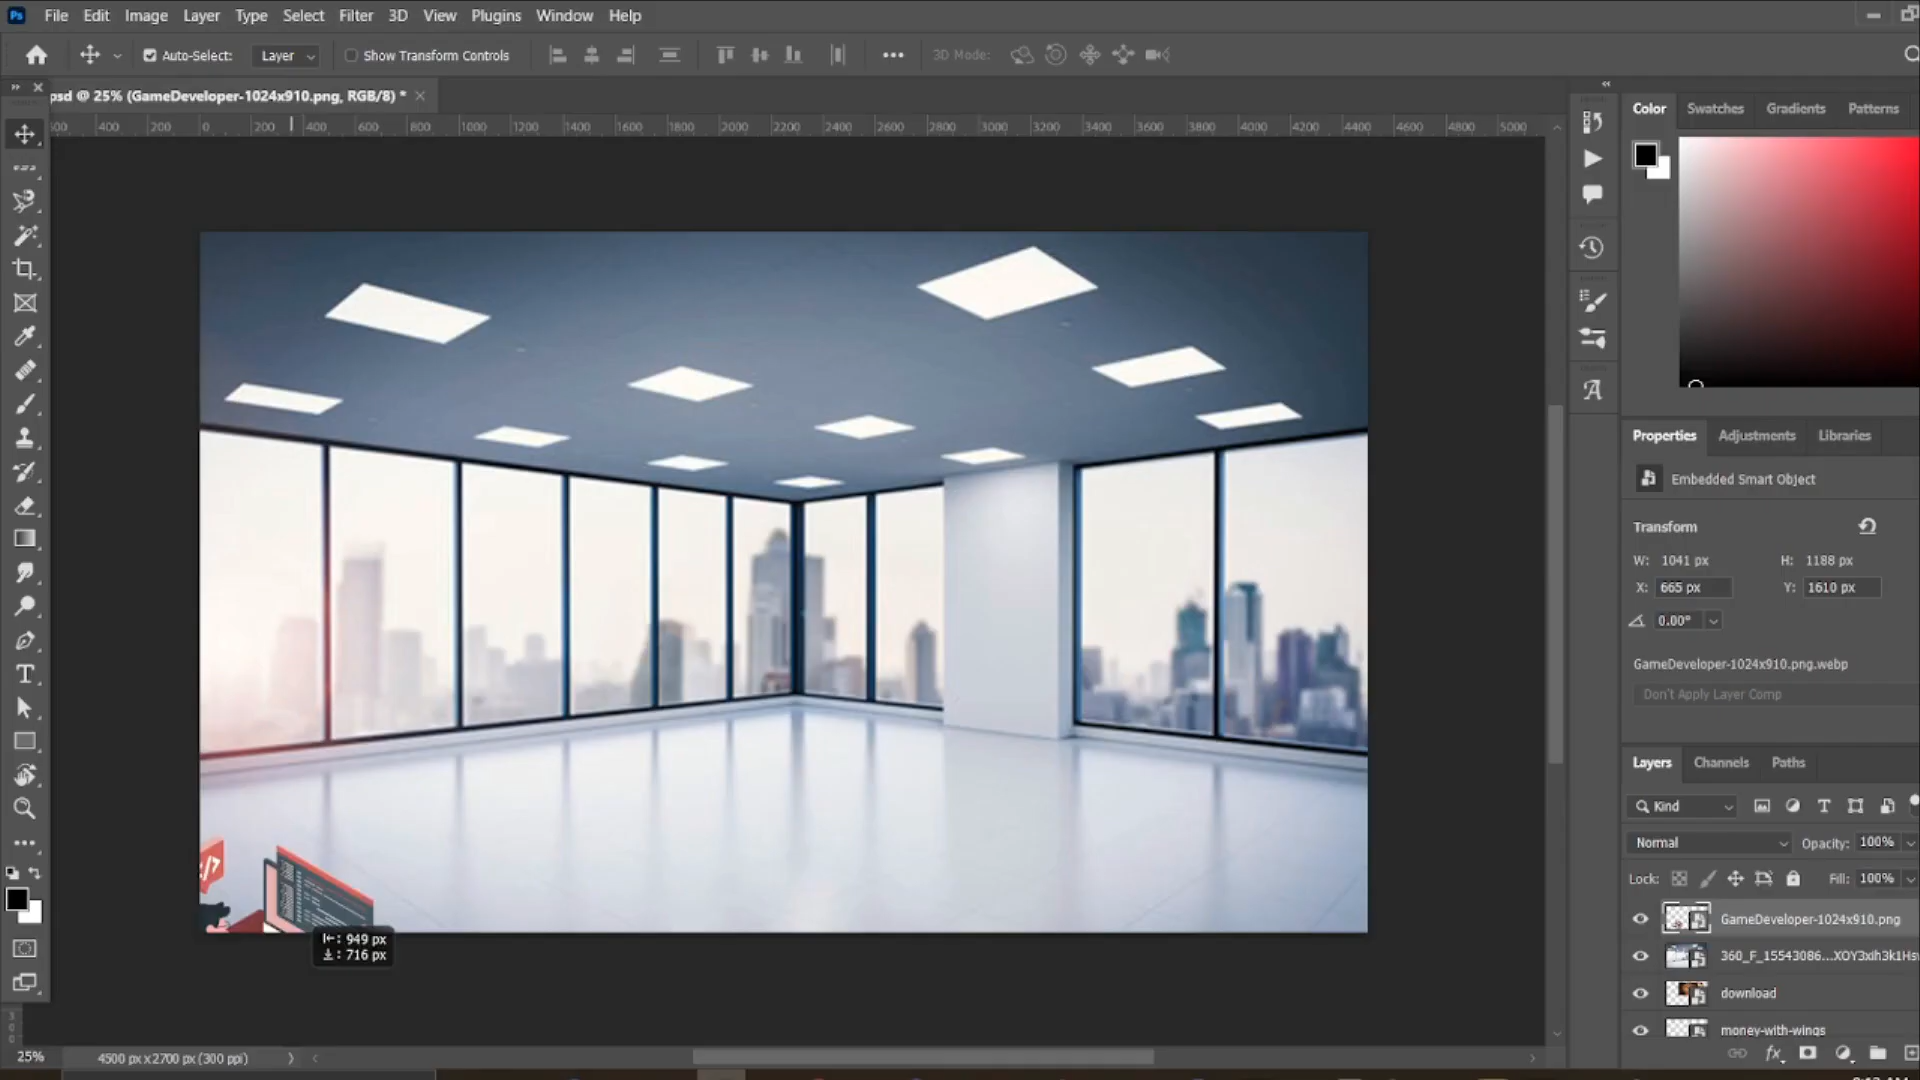 Ps File Edit Image Layer Type Select Filter 3D View Plugins Window Help
Auto-Select: Layer Show Transform Controls 3D Mode:
psd @ 25% (GameDeveloper-1024x910.png, RGB/8) *
400 200 0 200 400 600 800 1000 1200 1400 1600 1800 2000 2200 2400 2600 2800 3000 3200 3400 3600 3800 4000 4200 4400 4600 4800 5000
Color Swatches Gradients Patterns
Properties Adjustments Libraries
Embedded Smart Object
Transform
W: 1041 px H: 1188 px
X: 665 px Y: 1610 px
0.00°
GameDeveloper-1024x910.png.webp
Don't Apply Layer Comp
Layers Channels Paths
Kind
Normal Opacity: 100%
Lock: Fill: 100%
GameDeveloper-1024x910.png
360_F_15543086...XOY3xih3k1Hs
download
money-with-wings
</>
: 949 px
: 716 px
25% 4500 px x 2700 px (300 ppi)